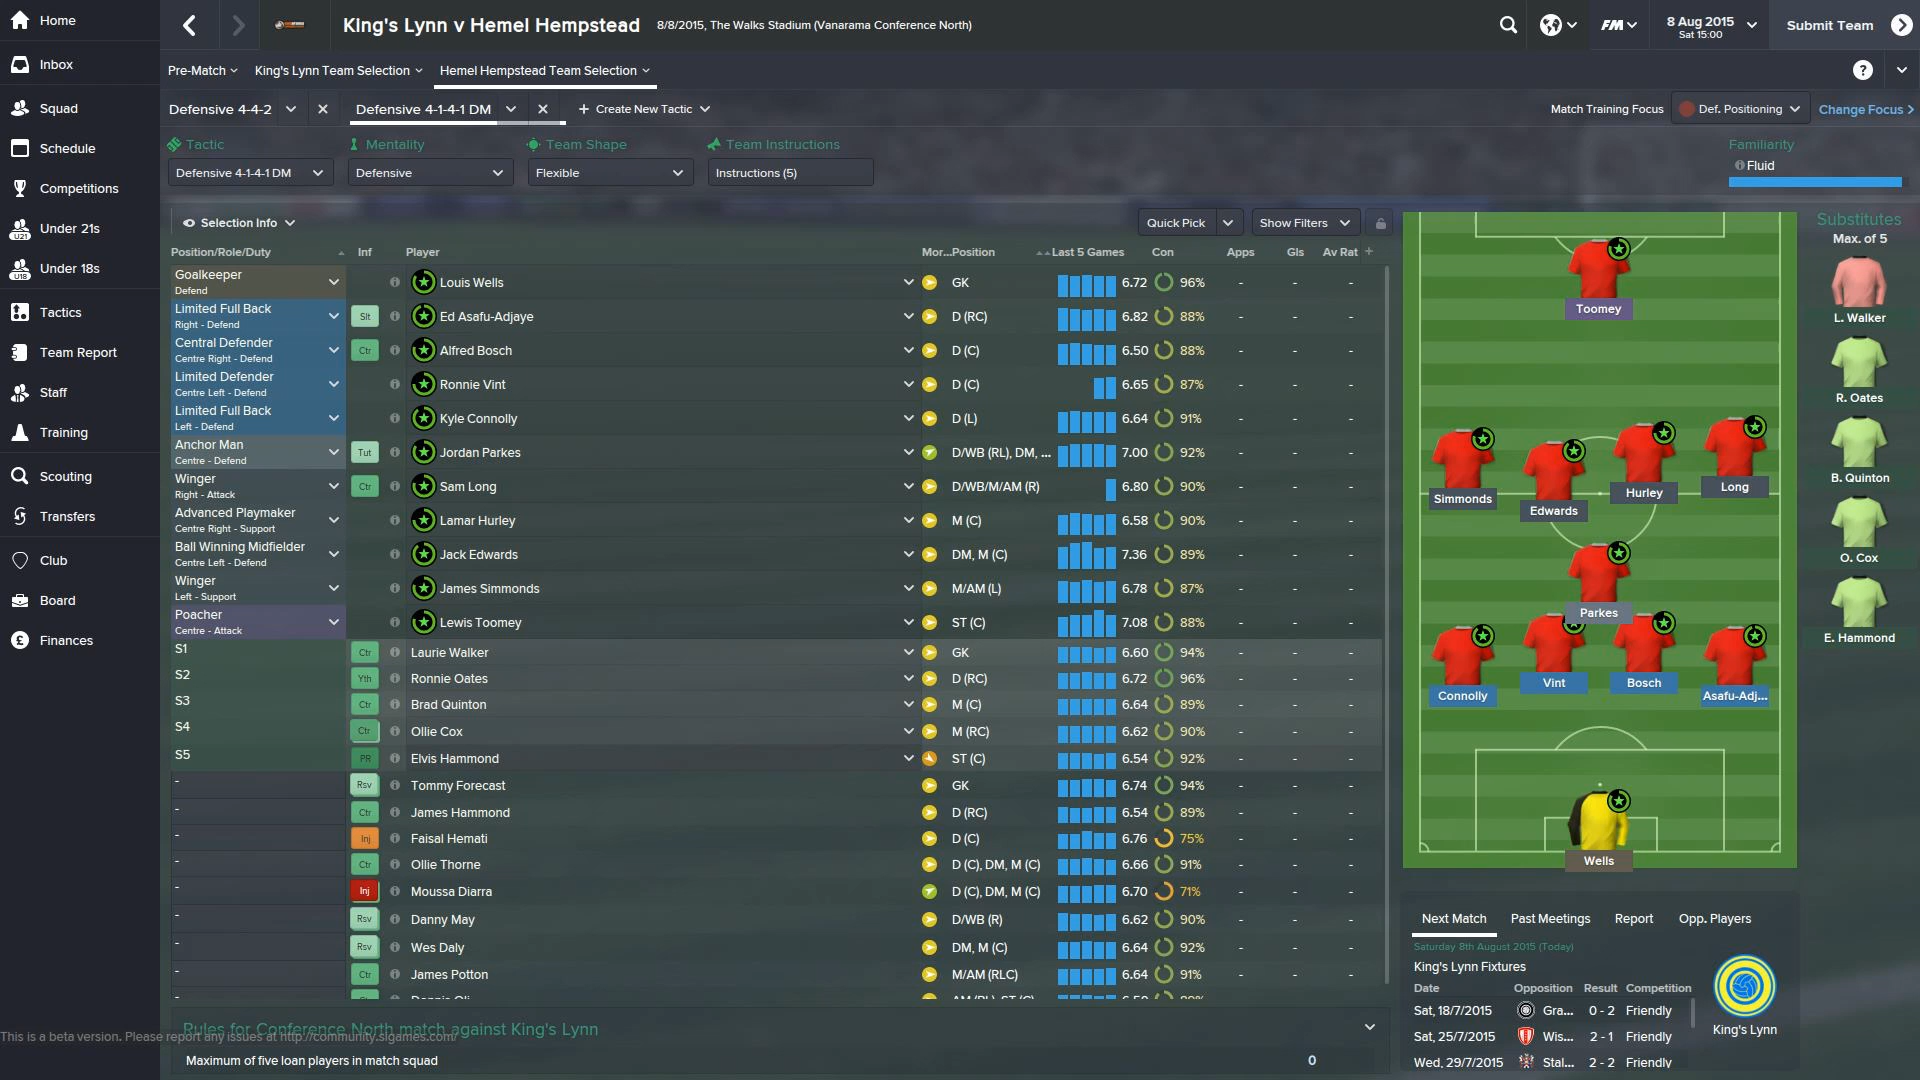 Home
Inbox
Squad
Schedule
Competitions
U21 Under 21s
U18 Under 18s
Tactics
Team Report
Staff
Training
Scouting
Transfers
Club
Board
Finances
King's Lynn v Hemel Hempstead 8/8/2015, The Walks Stadium (Vanarama Conference North)
FM
8 Aug 2015
Sat 15:00
Submit Team
Pre-Match King's Lynn Team Selection Hemel Hempstead Team Selection ?
Defensive 4-4-2 × Defensive 4-1-4-1 DM × + Create New Tactic
Match Training Focus Def. Positioning Change Focus >
Tactic Mentality Team Shape Team Instructions
Defensive 4-1-4-1 DM Defensive Flexible Instructions (5)
Familiarity
Fluid
Selection Info Quick Pick Show Filters
Position/Role/Duty Inf Player Mor... Position Last 5 Games Con Apps Gls Av Rat +
Goalkeeper
Defend
Louis Wells GK 6.72 96% - - -
Limited Full Back
Right - Defend
Slt Ed Asafu-Adjaye D (RC) 6.82 88% - - -
Central Defender
Centre Right - Defend
Ctr Alfred Bosch D (C) 6.50 88% - - -
Limited Defender
Centre Left - Defend
Ronnie Vint D (C) 6.65 87% - - -
Limited Full Back
Left - Defend
Kyle Connolly D (L) 6.64 91% - - -
Anchor Man
Centre - Defend
Tut Jordan Parkes D/WB (RL), DM, ... 7.00 92% - - -
Winger
Right - Attack
Ctr Sam Long D/WB/M/AM (R) 6.80 90% - - -
Advanced Playmaker
Centre Right - Support
Lamar Hurley M (C) 6.58 90% - - -
Ball Winning Midfielder
Centre Left - Defend
Jack Edwards DM, M (C) 7.36 89% - - -
Winger
Left - Support
James Simmonds M/AM (L) 6.78 87% - - -
Poacher
Centre - Attack
Lewis Toomey ST (C) 7.08 88% - - -
S1 Ctr Laurie Walker GK 6.60 94% - - -
S2 Yth Ronnie Oates D (RC) 6.72 96% - - -
S3 Ctr Brad Quinton M (C) 6.64 89% - - -
S4 Ctr Ollie Cox M (RC) 6.62 90% - - -
S5 PR Elvis Hammond ST (C) 6.54 92% - - -
- Rsv Tommy Forecast GK 6.74 94% - - -
- Ctr James Hammond D (RC) 6.54 89% - - -
- Inj Faisal Hemati D (C) 6.76 75% - - -
- Ctr Ollie Thorne D (C), DM, M (C) 6.66 91% - - -
- Inj Moussa Diarra D (C), DM, M (C) 6.70 71% - - -
- Rsv Danny May D/WB (R) 6.62 90% - - -
- Rsv Wes Daly DM, M (C) 6.64 92% - - -
- Ctr James Potton M/AM (RLC) 6.64 91% - - -
Rules for Conference North match against King's Lynn
This is a beta version. Please report any issues at http://community.sigames.com/
Maximum of five loan players in match squad 0
Toomey
Simmonds
Edwards
Hurley
Long
Parkes
Connolly
Vint
Bosch
Asafu-Adj...
Wells
Substitutes
Max. of 5
L. Walker
R. Oates
B. Quinton
O. Cox
E. Hammond
Next Match Past Meetings Report Opp. Players
Saturday 8th August 2015 (Today)
King's Lynn Fixtures
Date Opposition Result Competition
Sat, 18/7/2015 Gra... 0 - 2 Friendly
Sat, 25/7/2015 Wis... 2 - 1 Friendly
Wed, 29/7/2015 Stal... 2 - 2 Friendly
King's Lynn